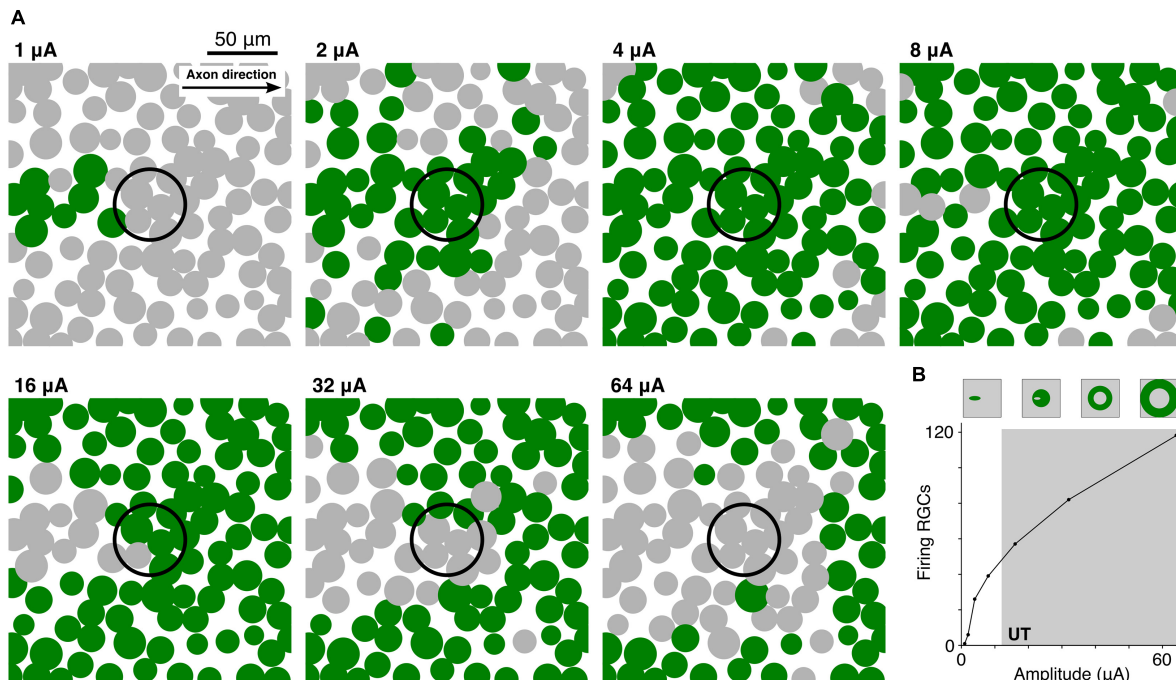 A
1 µA
50 µm
Axon direction
2 µA
4 µA
8 µA
16 µA
32 µA
64 µA
B
120
Firing RGCs
0
UT
0
60
Amplitude (µA)